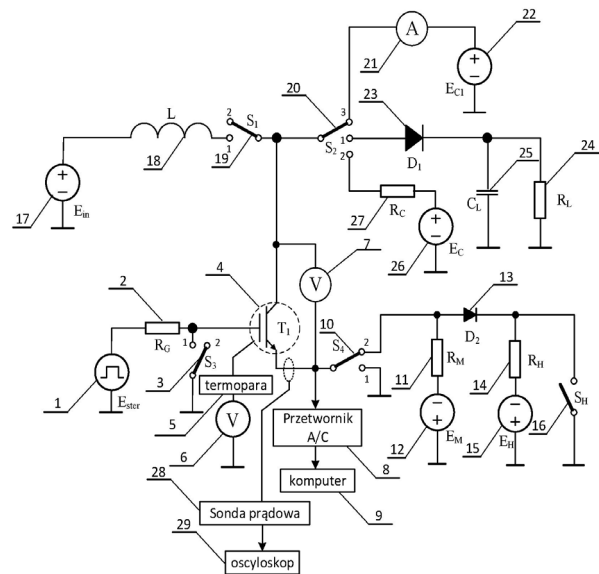 22
A
21
20
23
E_C1
L
2
S_1
3
24
1
S_2
1
25
18
19
2
D_1
17
E_in
C_L
R_L
R_C
27
7
E_C
4
26
V
2
13
10
T_1
S_4
2
R_G
1
2
D_2
S_3
1
R_M
R_H
3
11
14
S_H
1
E_ster
termopara
5
Przetwornik
A/C
16
V
E_M
E_H
6
12
15
8
28
komputer
Sonda prądowa
9
29
oscyloskop